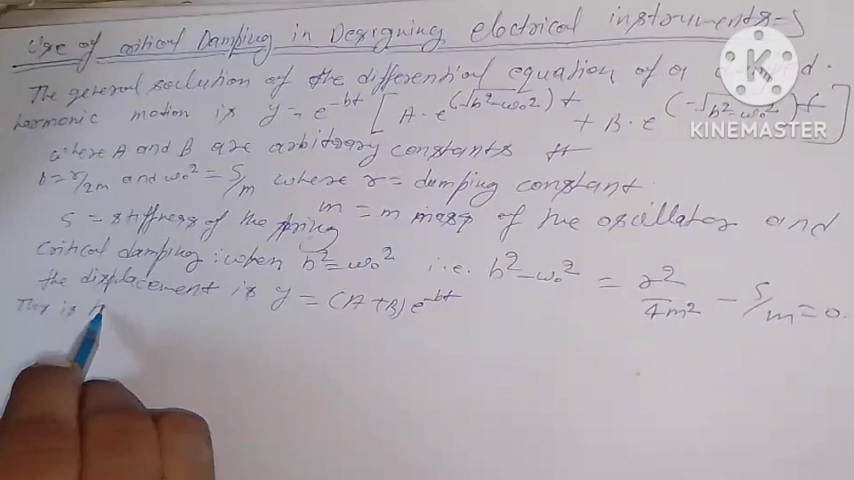 Use of critical Damping in Designing electrical instruments:-
The general solution of the differential equation of a
harmonic motion is y = e^-bt [A·e^(√b²-ω₀²)t + B·e^(-√b²-ω₀²)t]
where A and B are arbitrary constants
b = r/2m and ω₀² = s/m where r = damping constant
s = stiffness of the spring m = m mass of the oscillator and
Critical damping : when b² = ω₀² i.e. b² - ω₀² = r²/4m² - s/m = 0.
the displacement is y = (A+B) e^-bt
is
KINEMASTER